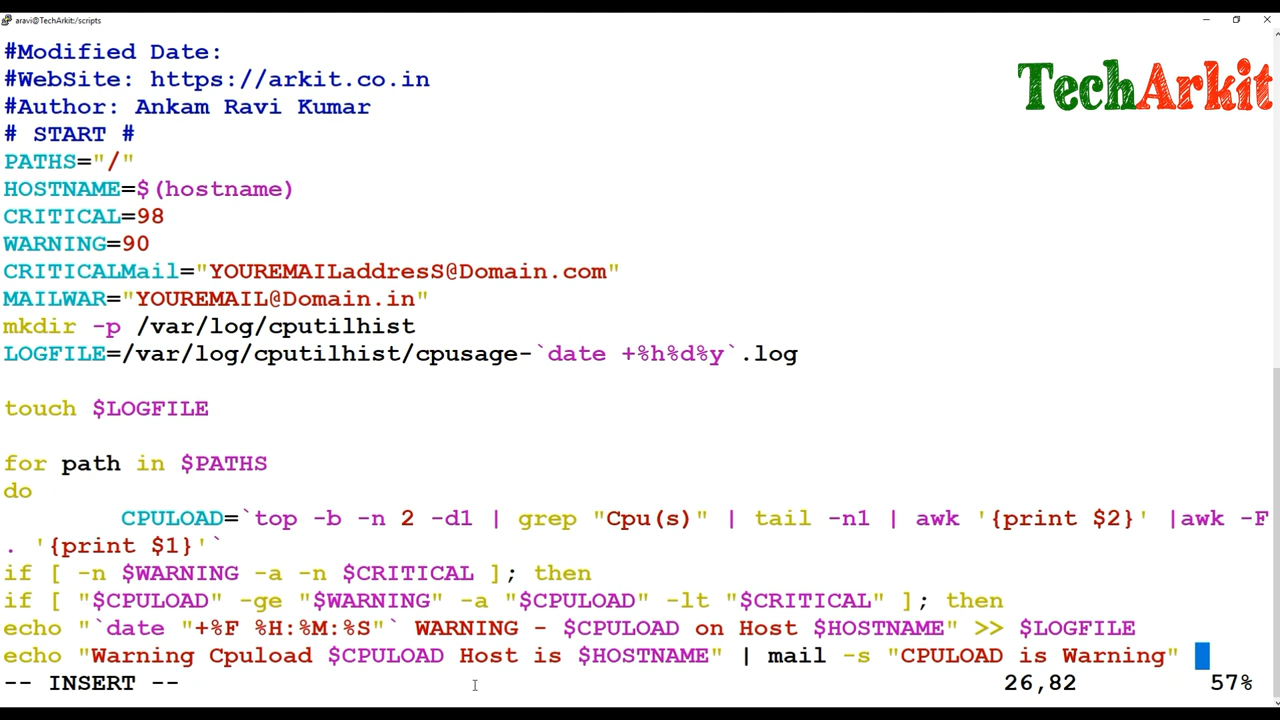 aravi@TechArkit:/scripts
#Modified Date:
#WebSite: https://arkit.co.in
TechArkit
#Author: Ankam Ravi Kumar
# START #
PATHS="/"
HOSTNAME=$(hostname)
CRITICAL=98
WARNING=90
CRITICALMail="YOUREMAILaddresS@Domain.com"
MAILWAR="YOUREMAIL@Domain.in"
mkdir -p /var/log/cputilhist
LOGFILE=/var/log/cputilhist/cpusage-`date +%h%d%y`.log
touch $LOGFILE
for path in $PATHS
do
CPULOAD=`top -b -n 2 -d1 | grep "Cpu(s)" | tail -n1 | awk '{print $2}' |awk -F
. '{print $1}'`
if [ -n $WARNING -a -n $CRITICAL ]; then
if [ "$CPULOAD" -ge "$WARNING" -a "$CPULOAD" -lt "$CRITICAL" ]; then
echo "`date "+%F %H:%M:%S"` WARNING - $CPULOAD on Host $HOSTNAME" >> $LOGFILE
echo "Warning Cpuload $CPULOAD Host is $HOSTNAME" | mail -s "CPULOAD is Warning"
-- INSERT -- 26,82 57%